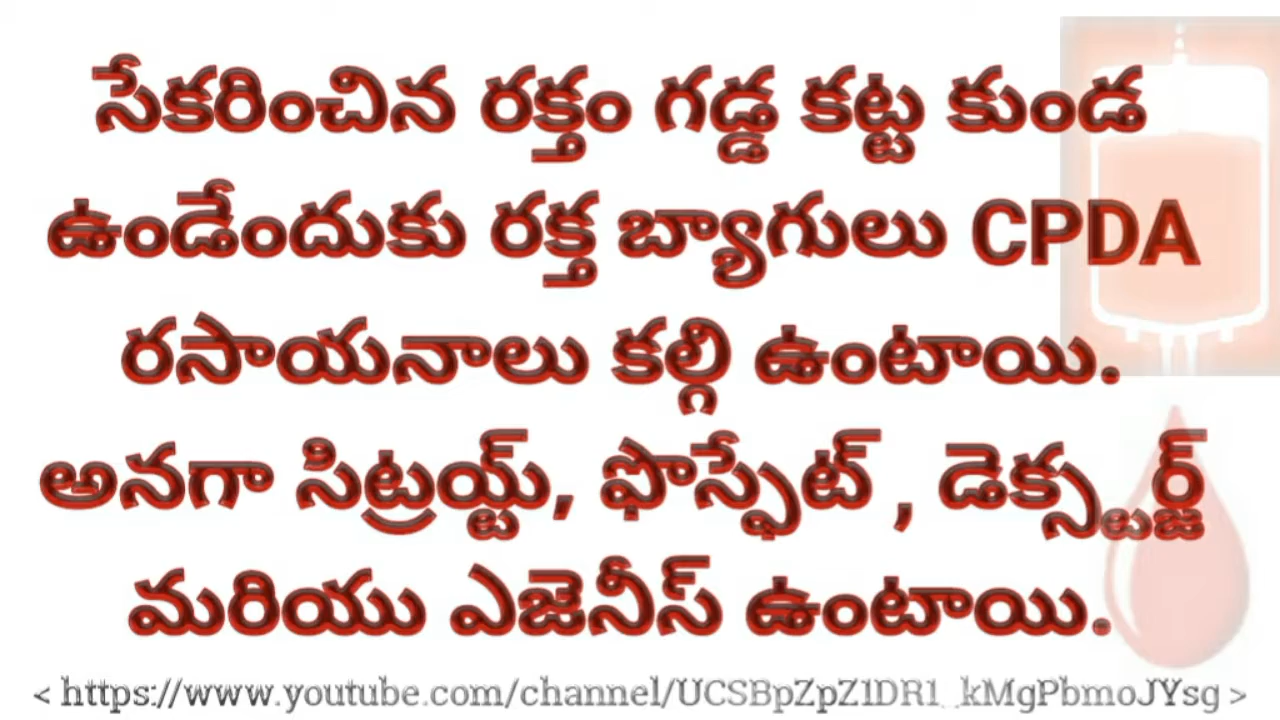 సేకరించిన రక్తం గడ్డ కట్ట కుండ
ఉండేందుకు రక్త బ్యాగులు CPDA
రసాయనాలు కల్గి ఉంటాయి.
అనగా సిట్రయ్ట్, ఫొస్ఫేట్ , డెక్స్ట్రర్జ్
మరియు ఎజెనీస్ ఉంటాయి.
< https://www.youtube.com/channel/UCSBpZpZ1DR1_kMgPbmoJYsg >